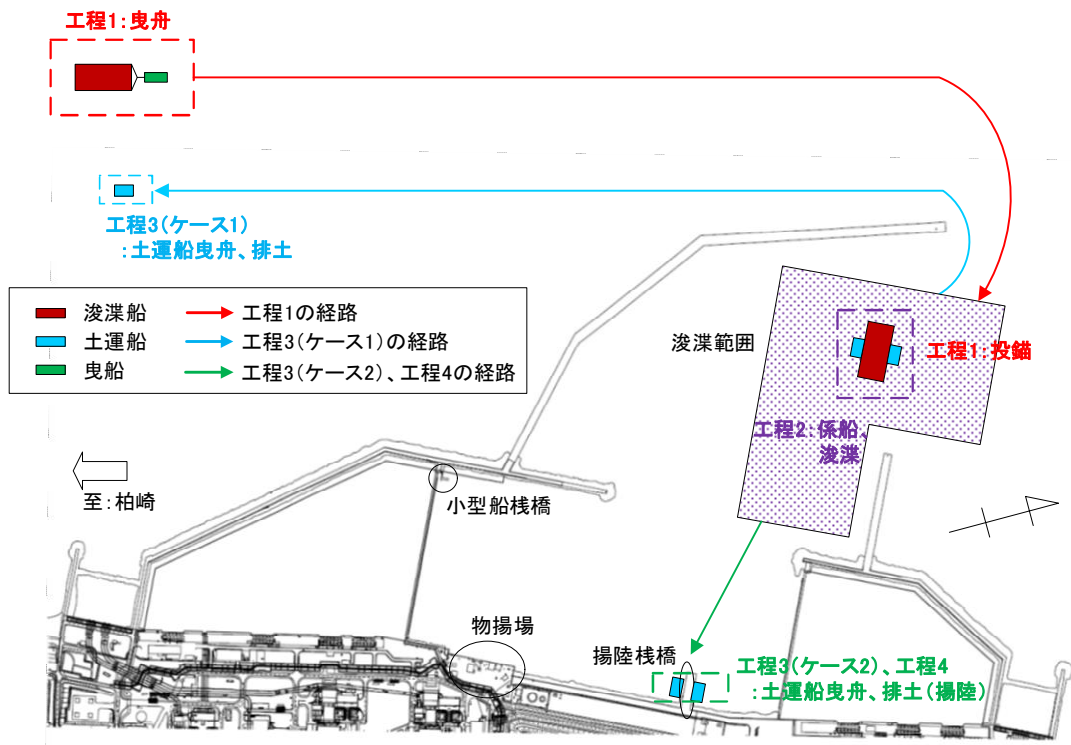 工程1:曳舟
工程3(ケース1)
:土運船曳舟、排土
浚渫船
工程1の経路
土運船
工程3(ケース1)の経路
曳船
工程3(ケース2)、工程4の経路
浚渫範囲
工程1:投錨
工程2:係船、
浚渫
至:柏崎
小型船桟橋
物揚場
揚陸桟橋
工程3(ケース2)、工程4
:土運船曳舟、排土(揚陸)